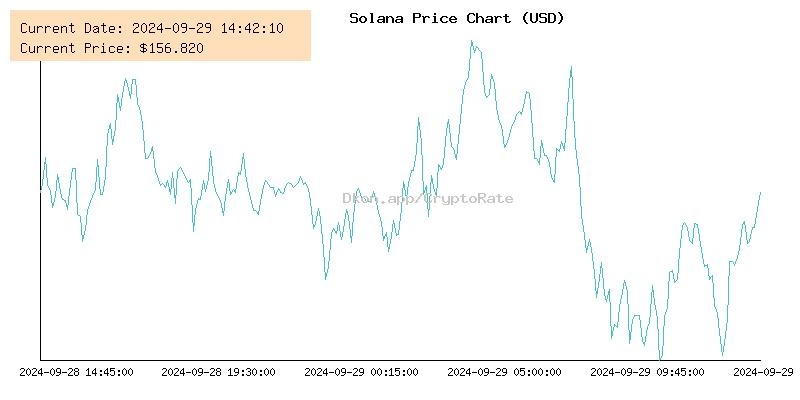 Solana Price Chart (USD)
Current Date: 2024-09-29 14:42:10
Current Price: $156.820
Dkon.app/CryptoRate
2024-09-28 14:45:00
2024-09-28 19:30:00
2024-09-29 00:15:00
2024-09-29 05:00:00
2024-09-29 09:45:00
2024-09-29